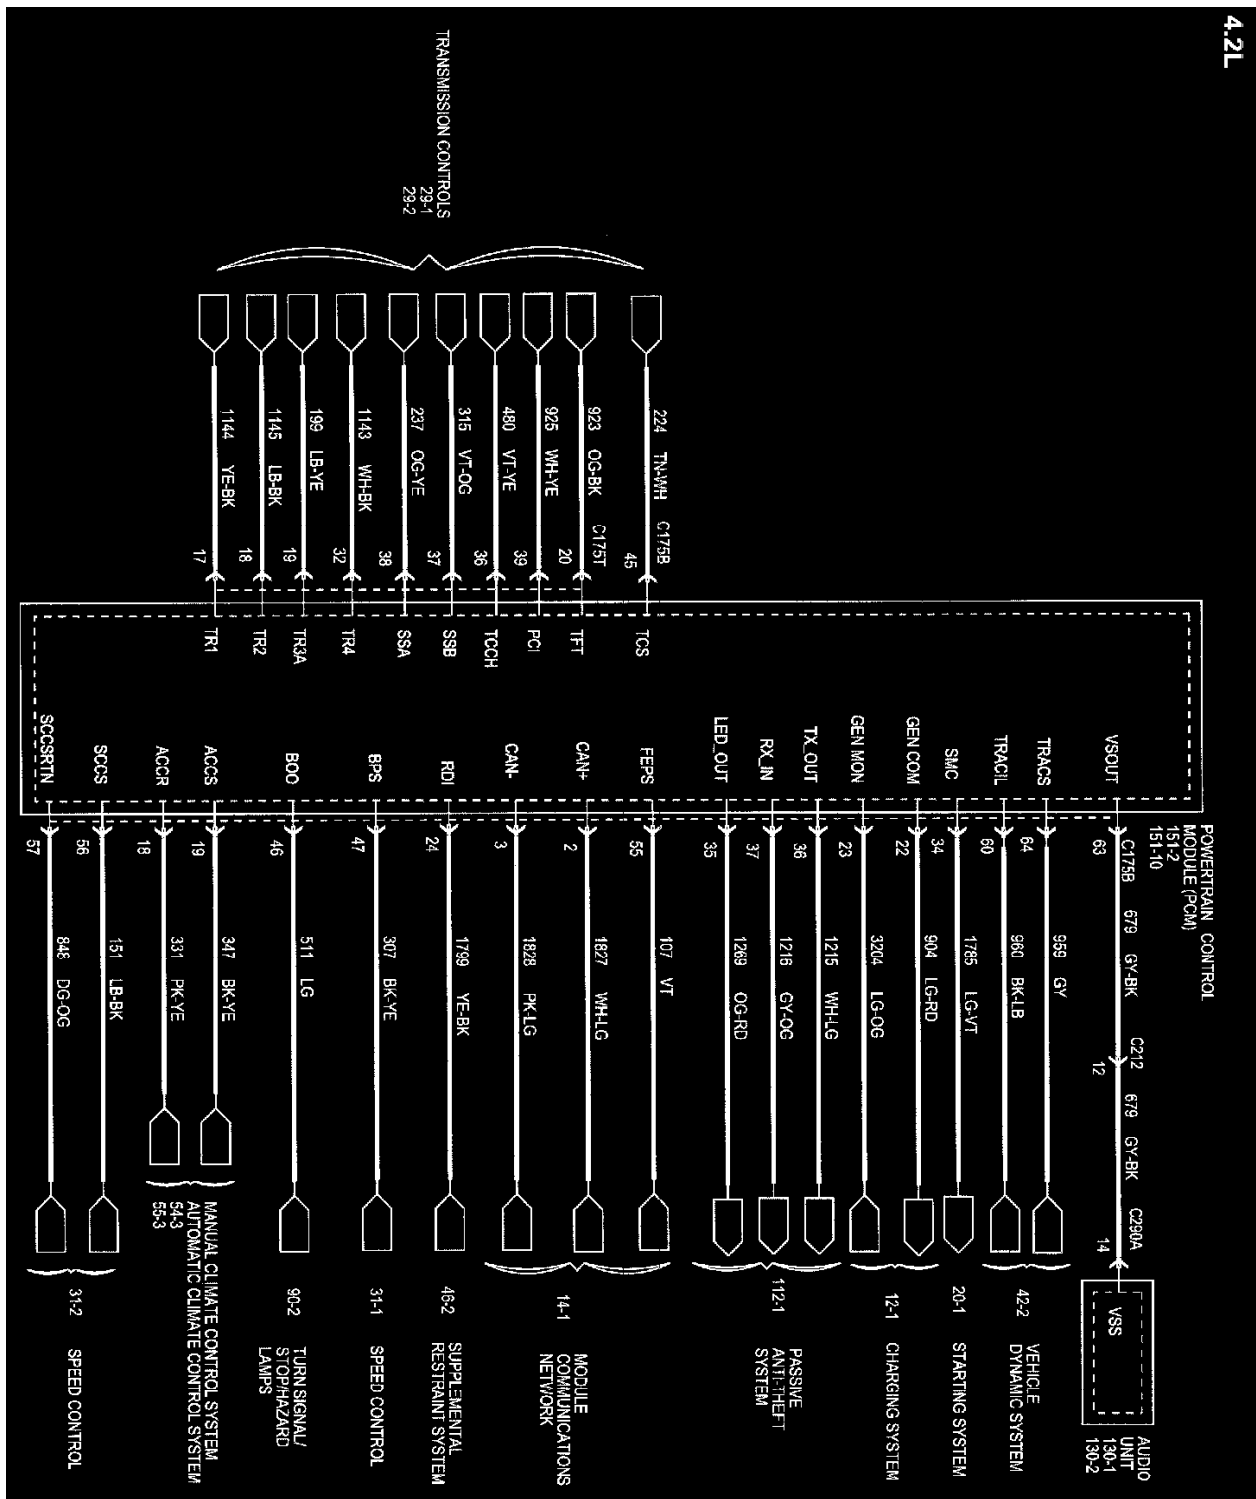 4.2L
TRANSMISSION CONTROLS
29-1
29-2
1144 YE-BK
1145 LB-BK
199 LB-YE
1143 WH-BK
237 OG-YE
315 VT-OG
480 VT-YE
925 WH-YE
923 OG-BK C175T
224 TN-WH C175B
17
18
19
32
38
37
36
39
20
45
TR1
TR2
TR3A
TR4
SSA
SSB
TCCH
PCI
TFT
TCS
SCCSRTN
SCCS
ACCR
ACCS
BOO
BPS
RDI
CAN-
CAN+
FEPS
LED_OUT
RX_IN
TX_OUT
GEN MON
GEN COM
SMC
TRACIL
TRACS
VSOUT
POWERTRAIN CONTROL
MODULE (PCM)
151-2
151-10
57
56
18
19
46
47
24
3
2
55
35
37
36
23
22
34
60
64
63
C175B
848 DG-OG
151 LB-BK
331 PK-YE
347 BK-YE
511 LG
307 BK-YE
1799 YE-BK
1828 PK-LG
1827 WH-LG
107 VT
1269 OG-RD
1216 GY-OG
1215 WH-LG
3204 LG-OG
904 LG-RD
1785 LG-VT
960 BK-LB
959 GY
679 GY-BK
C212
12
679 GY-BK
C290A
14
VSS
AUDIO
UNIT
130-1
130-2
31-2 SPEED CONTROL
MANUAL CLIMATE CONTROL SYSTEM
AUTOMATIC CLIMATE CONTROL SYSTEM
54-3
55-3
90-2 TURN SIGNAL/
STOP/HAZARD
LAMPS
31-1 SPEED CONTROL
46-2 SUPPLEMENTAL
RESTRAINT SYSTEM
14-1 MODULE
COMMUNICATIONS
NETWORK
112-1 PASSIVE
ANTI-THEFT
SYSTEM
12-1 CHARGING SYSTEM
20-1 STARTING SYSTEM
42-2 VEHICLE
DYNAMIC SYSTEM